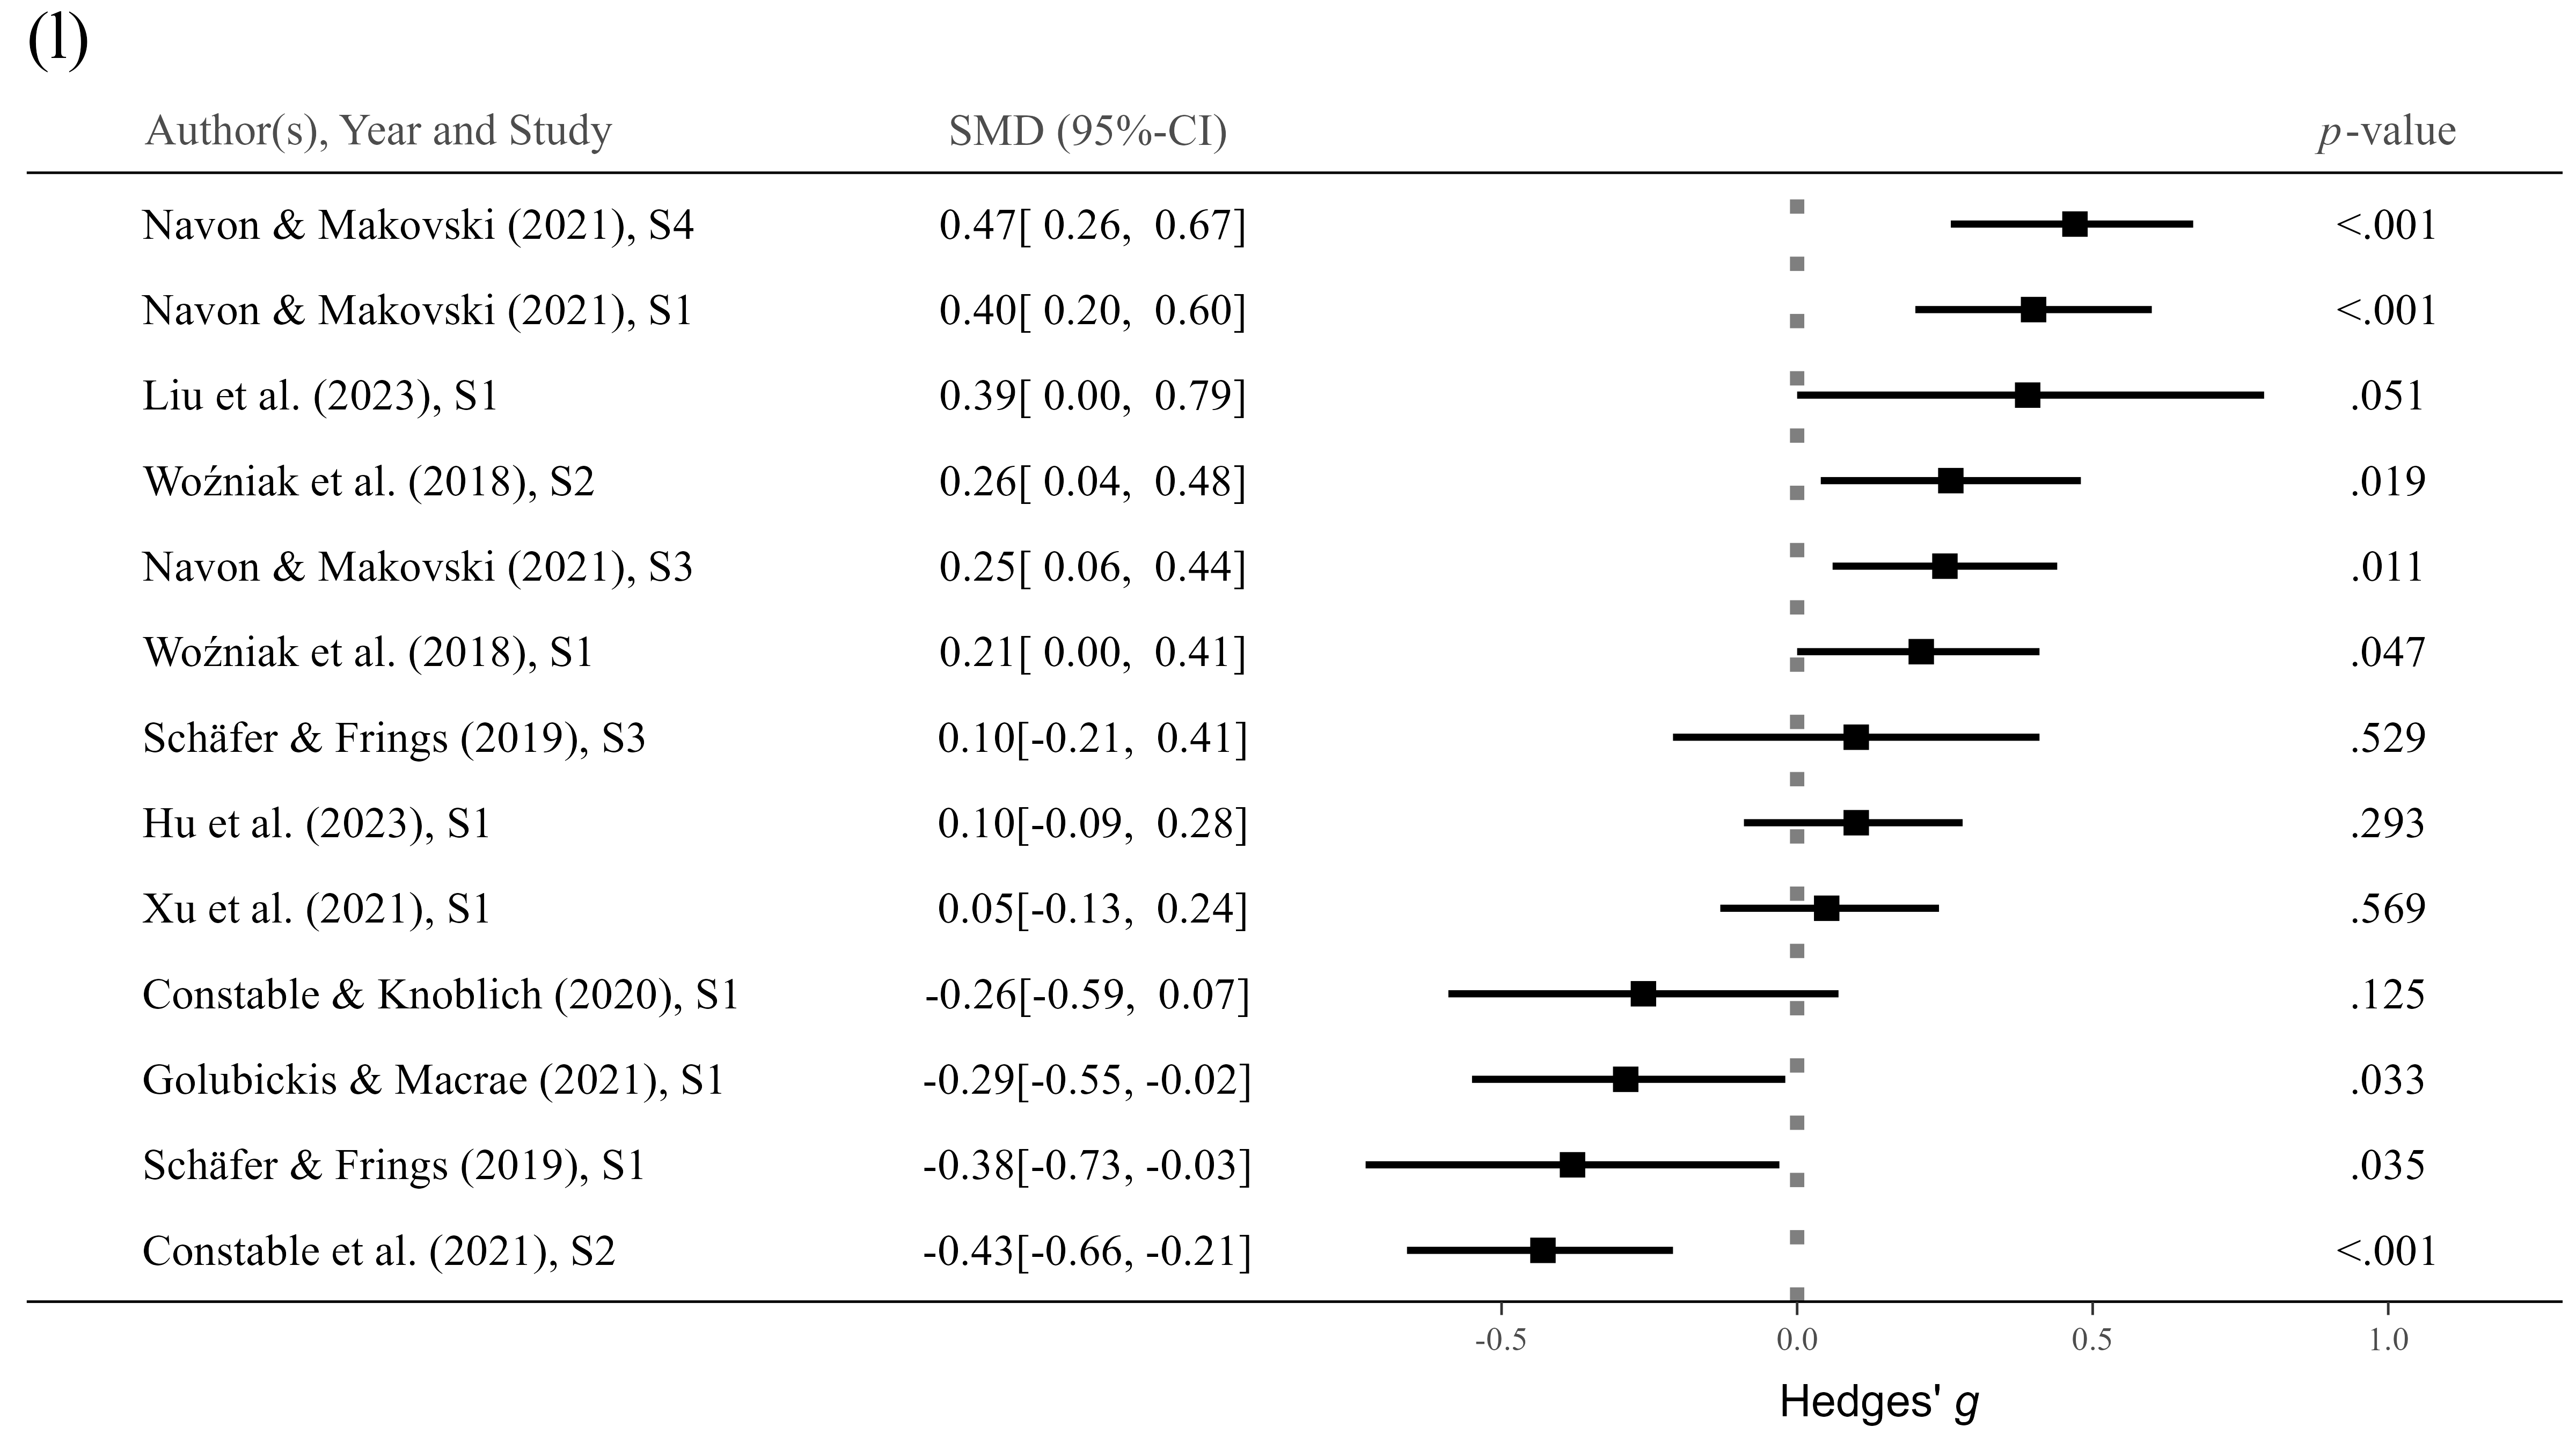 (l)
Author(s), Year and Study SMD (95%-CI) p-value
Navon & Makovski (2021), S4 0.47[ 0.26, 0.67] <.001
Navon & Makovski (2021), S1 0.40[ 0.20, 0.60] <.001
Liu et al. (2023), S1 0.39[ 0.00, 0.79] .051
Woźniak et al. (2018), S2 0.26[ 0.04, 0.48] .019
Navon & Makovski (2021), S3 0.25[ 0.06, 0.44] .011
Woźniak et al. (2018), S1 0.21[ 0.00, 0.41] .047
Schäfer & Frings (2019), S3 0.10[-0.21, 0.41] .529
Hu et al. (2023), S1 0.10[-0.09, 0.28] .293
Xu et al. (2021), S1 0.05[-0.13, 0.24] .569
Constable & Knoblich (2020), S1 -0.26[-0.59, 0.07] .125
Golubickis & Macrae (2021), S1 -0.29[-0.55, -0.02] .033
Schäfer & Frings (2019), S1 -0.38[-0.73, -0.03] .035
Constable et al. (2021), S2 -0.43[-0.66, -0.21] <.001
-0.5 0.0 0.5 1.0
Hedges' g